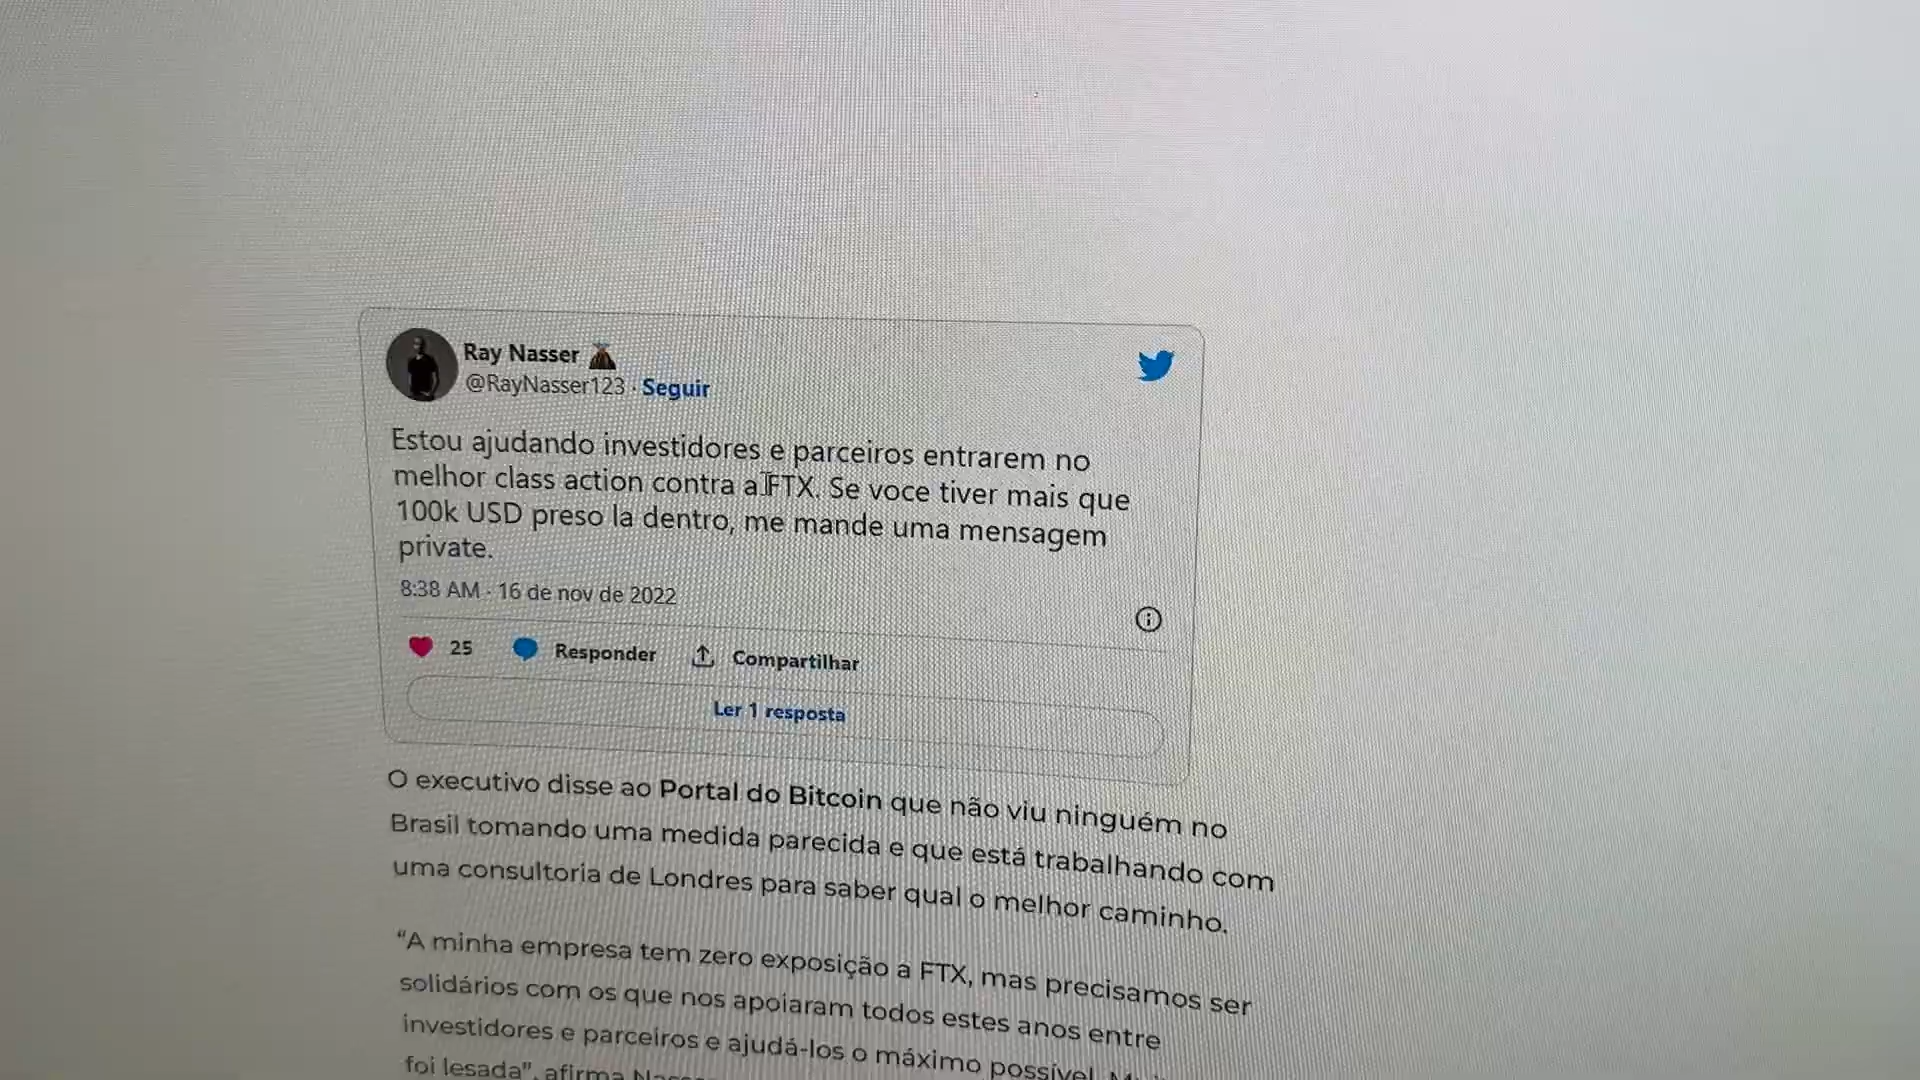 Ray Nasser
@RayNasser123 · Seguir
Estou ajudando investidores e parceiros entrarem no
melhor class action contra a FTX. Se voce tiver mais que
100k USD preso la dentro, me mande uma mensagem
private.
8:38 AM · 16 de nov de 2022
25 Responder Compartilhar
Ler 1 resposta
O executivo disse ao Portal do Bitcoin que não viu ninguém no
Brasil tomando uma medida parecida e que está trabalhando com
uma consultoria de Londres para saber qual o melhor caminho.
“A minha empresa tem zero exposição a FTX, mas precisamos ser
solidários com os que nos apoiaram todos estes anos entre
investidores e parceiros e ajudá-los o máximo possível.
foi lesada”, afirma